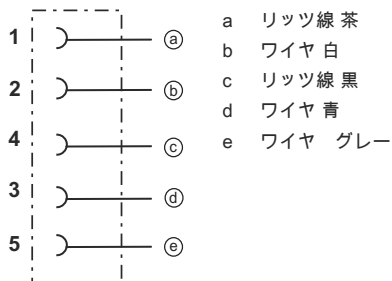 1 ⓐ
2 ⓑ
4 ⓒ
3 ⓓ
5 ⓔ
a リッツ線 茶
b ワイヤ 白
c リッツ線 黒
d ワイヤ 青
e ワイヤ　グレー